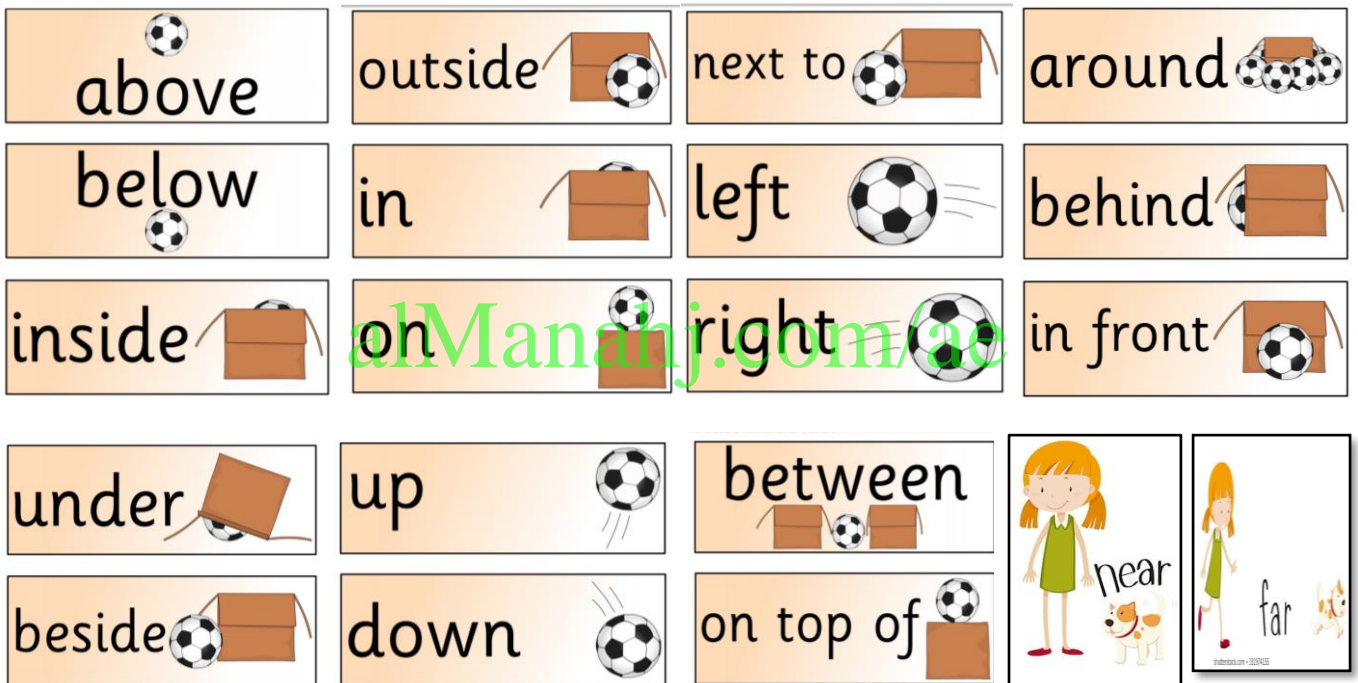 above
outside
next to
around
below
in
left
behind
inside
on
right
in front
alManahj.com/ae
under
up
between
near
far
beside
down
on top of